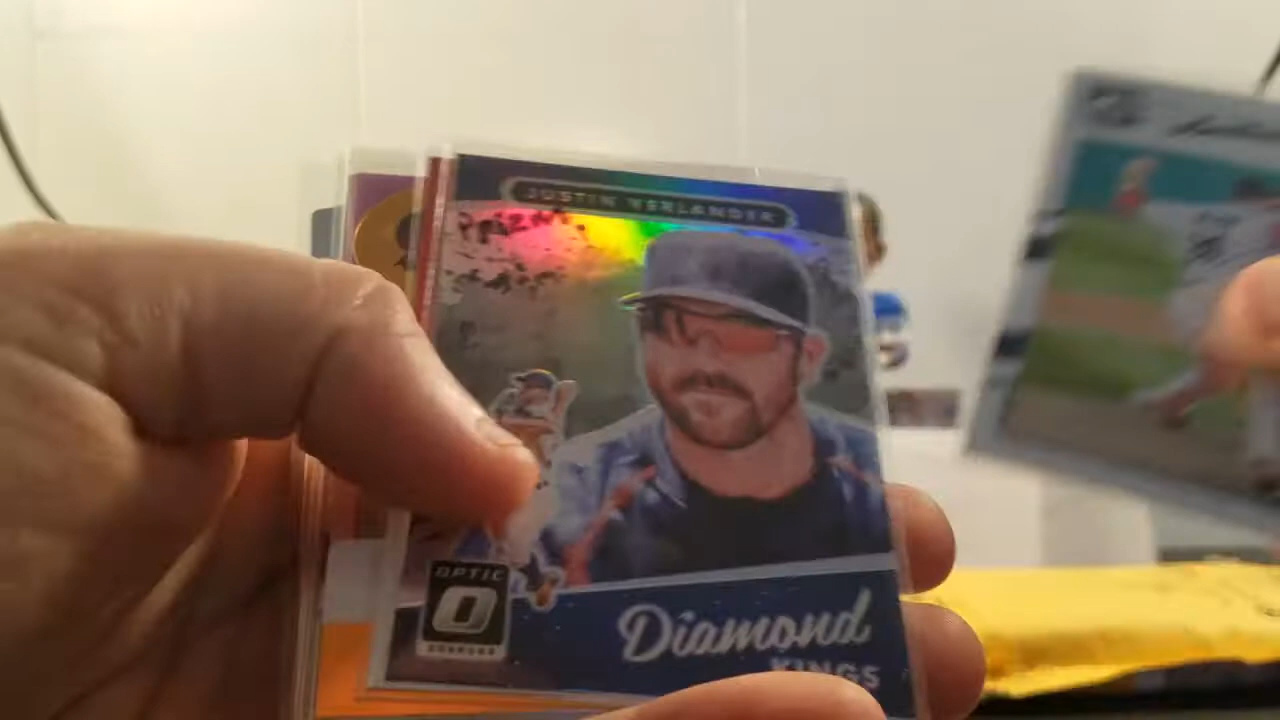 JUSTIN VERLANDER
OPTIC
O
DONRUSS
Diamond
KINGS